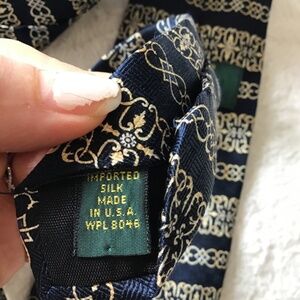 IMPORTED
SILK
MADE
IN U.S.A.
WPL 8046